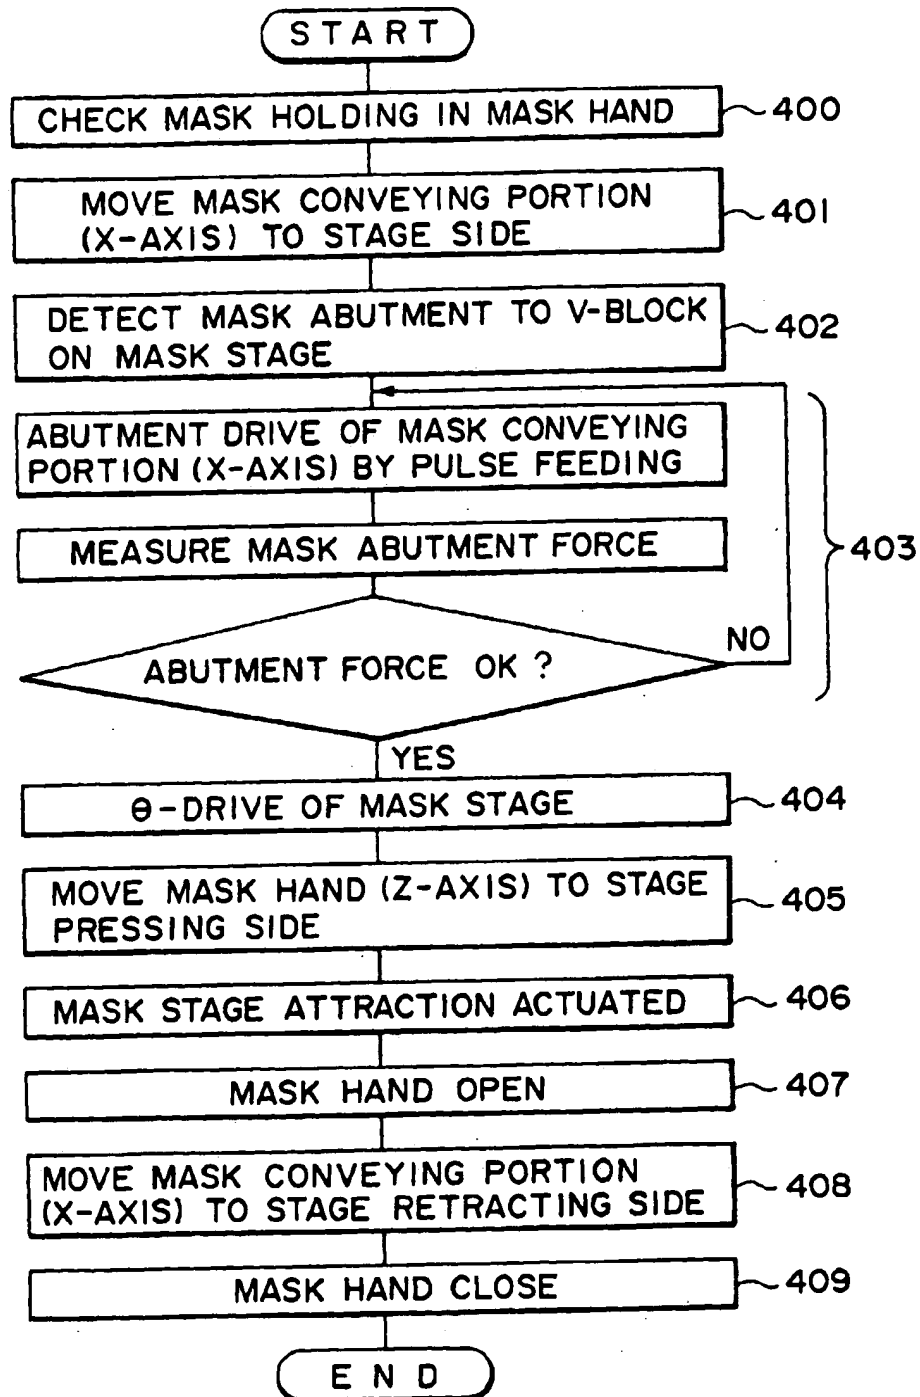 START
CHECK MASK HOLDING IN MASK HAND 400
MOVE MASK CONVEYING PORTION
(X-AXIS) TO STAGE SIDE 401
DETECT MASK ABUTMENT TO V-BLOCK
ON MASK STAGE 402
ABUTMENT DRIVE OF MASK CONVEYING
PORTION (X-AXIS) BY PULSE FEEDING
MEASURE MASK ABUTMENT FORCE
403
ABUTMENT FORCE OK ?
NO
YES
θ-DRIVE OF MASK STAGE 404
MOVE MASK HAND (Z-AXIS) TO STAGE
PRESSING SIDE 405
MASK STAGE ATTRACTION ACTUATED 406
MASK HAND OPEN 407
MOVE MASK CONVEYING PORTION
(X-AXIS) TO STAGE RETRACTING SIDE 408
MASK HAND CLOSE 409
END